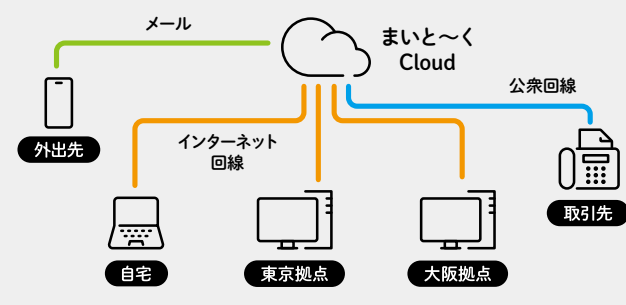 メール
まいと〜く
Cloud
公衆回線
外出先
インターネット
回線
取引先
自宅
東京拠点
大阪拠点